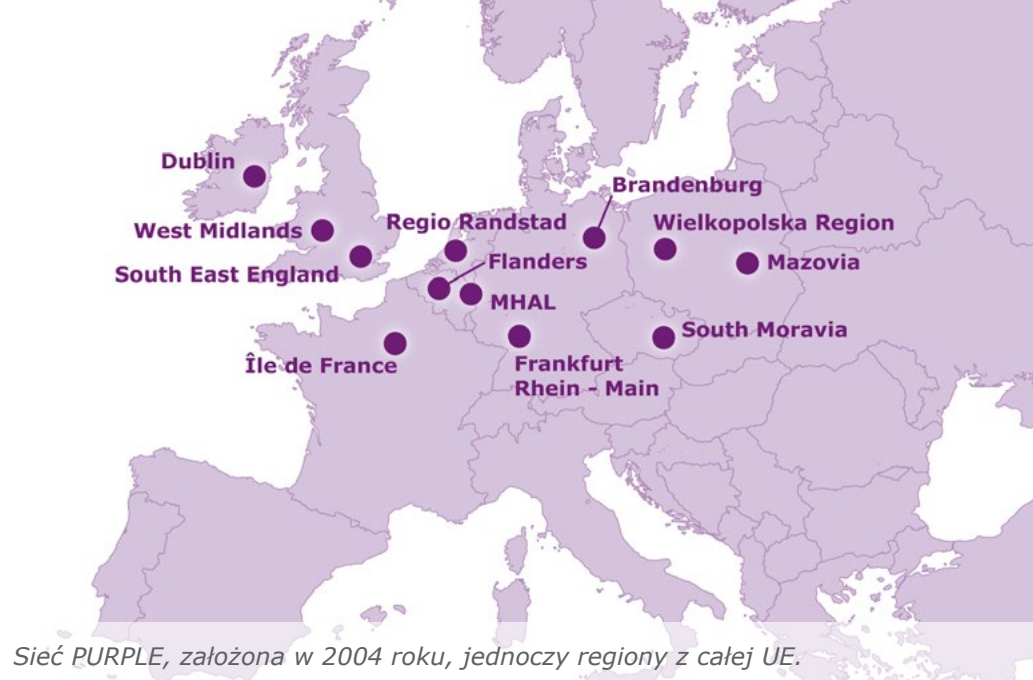 Dublin
Brandenburg
Regio Randstad
Wielkopolska Region
West Midlands
Flanders
Mazovia
South East England
MHAL
South Moravia
Île de France
Frankfurt
Rhein - Main
Sieć PURPLE, założona w 2004 roku, jednoczy regiony z całej UE.